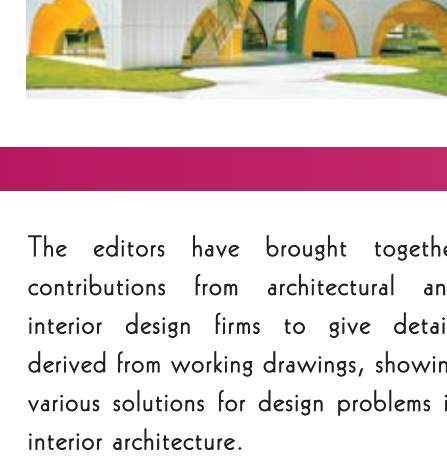 The editors have brought togethe
contributions from architectural an
interior design firms to give detai
derived from working drawings, showin
various solutions for design problems i
interior architecture.